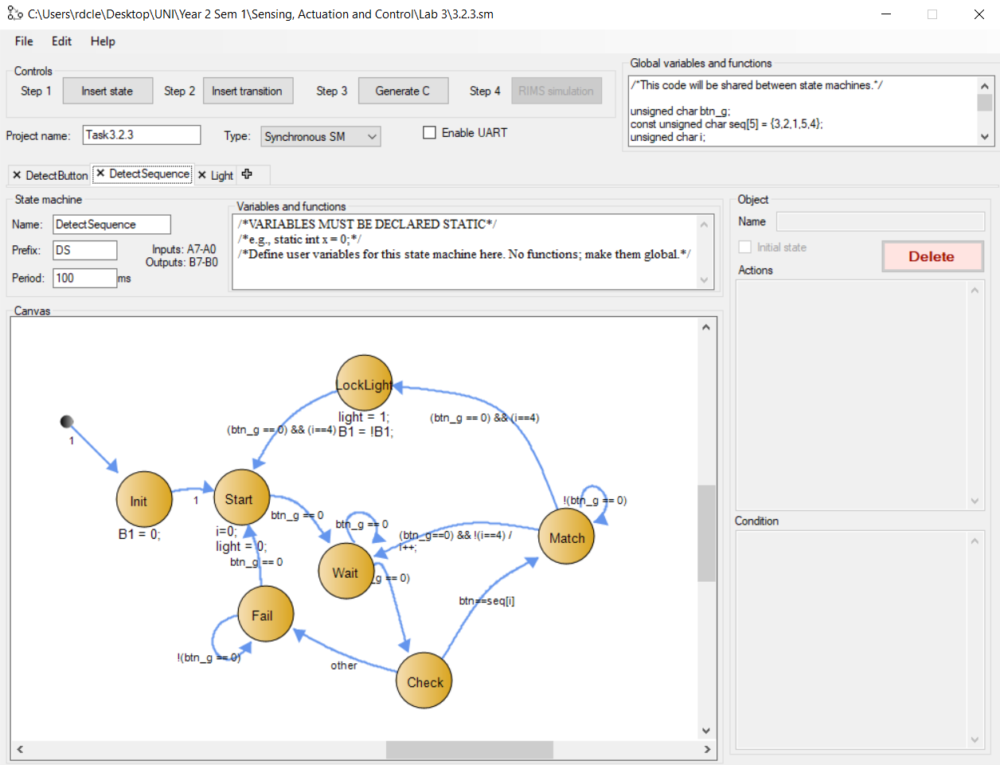 C:\Users\rdcle\Desktop\UNI\Year 2 Sem 1\Sensing, Actuation and Control\Lab 3\3.2.3.sm
File Edit Help
Controls
Step 1 Insert state Step 2 Insert transition Step 3 Generate C Step 4 RIMS simulation
Global variables and functions
/*This code will be shared between state machines.*/
unsigned char btn_g;
const unsigned char seq[5] = {3,2,1,5,4};
unsigned char i;
Project name: Task3.2.3 Type: Synchronous SM Enable UART
DetectButton DetectSequence Light
State machine
Name: DetectSequence
Prefix: DS
Inputs: A7-A0
Outputs: B7-B0
Period: 100 ms
Variables and functions
/*VARIABLES MUST BE DECLARED STATIC*/
/*e.g., static int x = 0;*/
/*Define user variables for this state machine here. No functions; make them global.*/
Object
Name
Initial state
Delete
Actions
Condition
Canvas
LockLight
light = 1;
B1 = !B1;
(btn_g == 0) && (i==4)
(btn_g == 0) && (i==4)
1
Init
B1 = 0;
1
Start
i=0;
light = 0;
btn_g == 0
btn_g == 0
btn_g == 0
!(btn_g == 0)
(btn_g==0) && !(i==4) /
i++;
Match
Wait
_g == 0)
btn==seq[i]
Fail
!(btn_g == 0)
other
Check